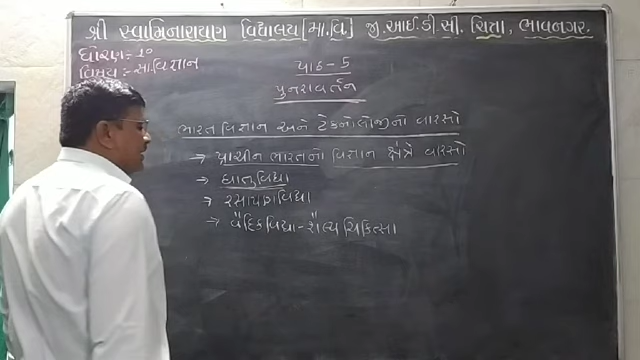 શ્રી સ્વામિનારાયણ વિદ્યાલય [મા.વિ.] જી.આઈ.ડી.સી. ચિત્રા, ભાવનગર.
ધોરણ :- ૧૦
વિષય :- સા.વિજ્ઞાન
પાઠ - 5
પુનરાવર્તન
ભારત વિજ્ઞાન અને ટેકનોલોજીનો વારસો
→ પ્રાચીન ભારતનો વિજ્ઞાન ક્ષેત્રે વારસો
→ ધાતુવિદ્યા
→ રસાયણવિદ્યા
→ વૈદિકવિદ્યા - શૈલ્ય ચિકિત્સા